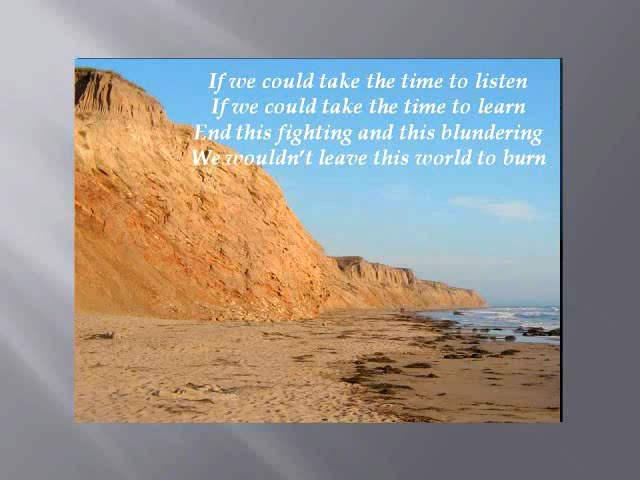 If we could take the time to listen
If we could take the time to learn
End this fighting and this blundering
We wouldn't leave this world to burn